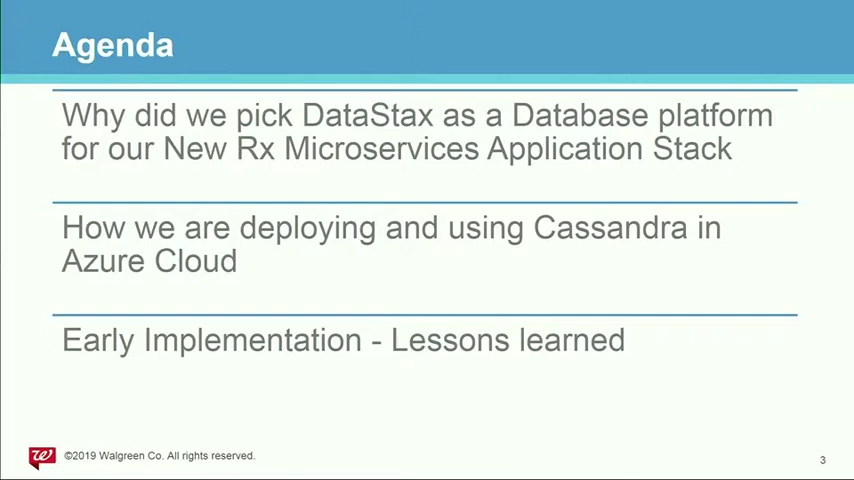 Agenda
Why did we pick DataStax as a Database platform
for our New Rx Microservices Application Stack
How we are deploying and using Cassandra in
Azure Cloud
Early Implementation - Lessons learned
©2019 Walgreen Co. All rights reserved.
3